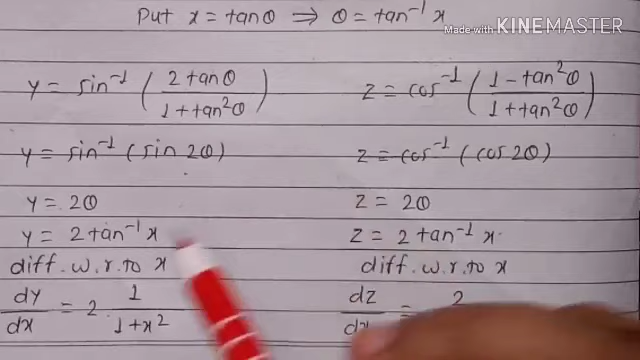 Put x = tanθ ⇒ θ = tan⁻¹ x
Made with KINEMASTER
y = sin⁻¹ ( 2 tanθ / 1 + tan²θ )
z = cos⁻¹ ( 1 - tan²θ / 1 + tan²θ )
y = sin⁻¹ (sin 2θ)
z = cos⁻¹ (cos 2θ)
y = 2θ
z = 2θ
y = 2 tan⁻¹ x
z = 2 tan⁻¹ x.
diff. w.r.to x
diff. w.r.to x
dy/dx = 2 . 1 / 1 + x²
dz/dx = 2